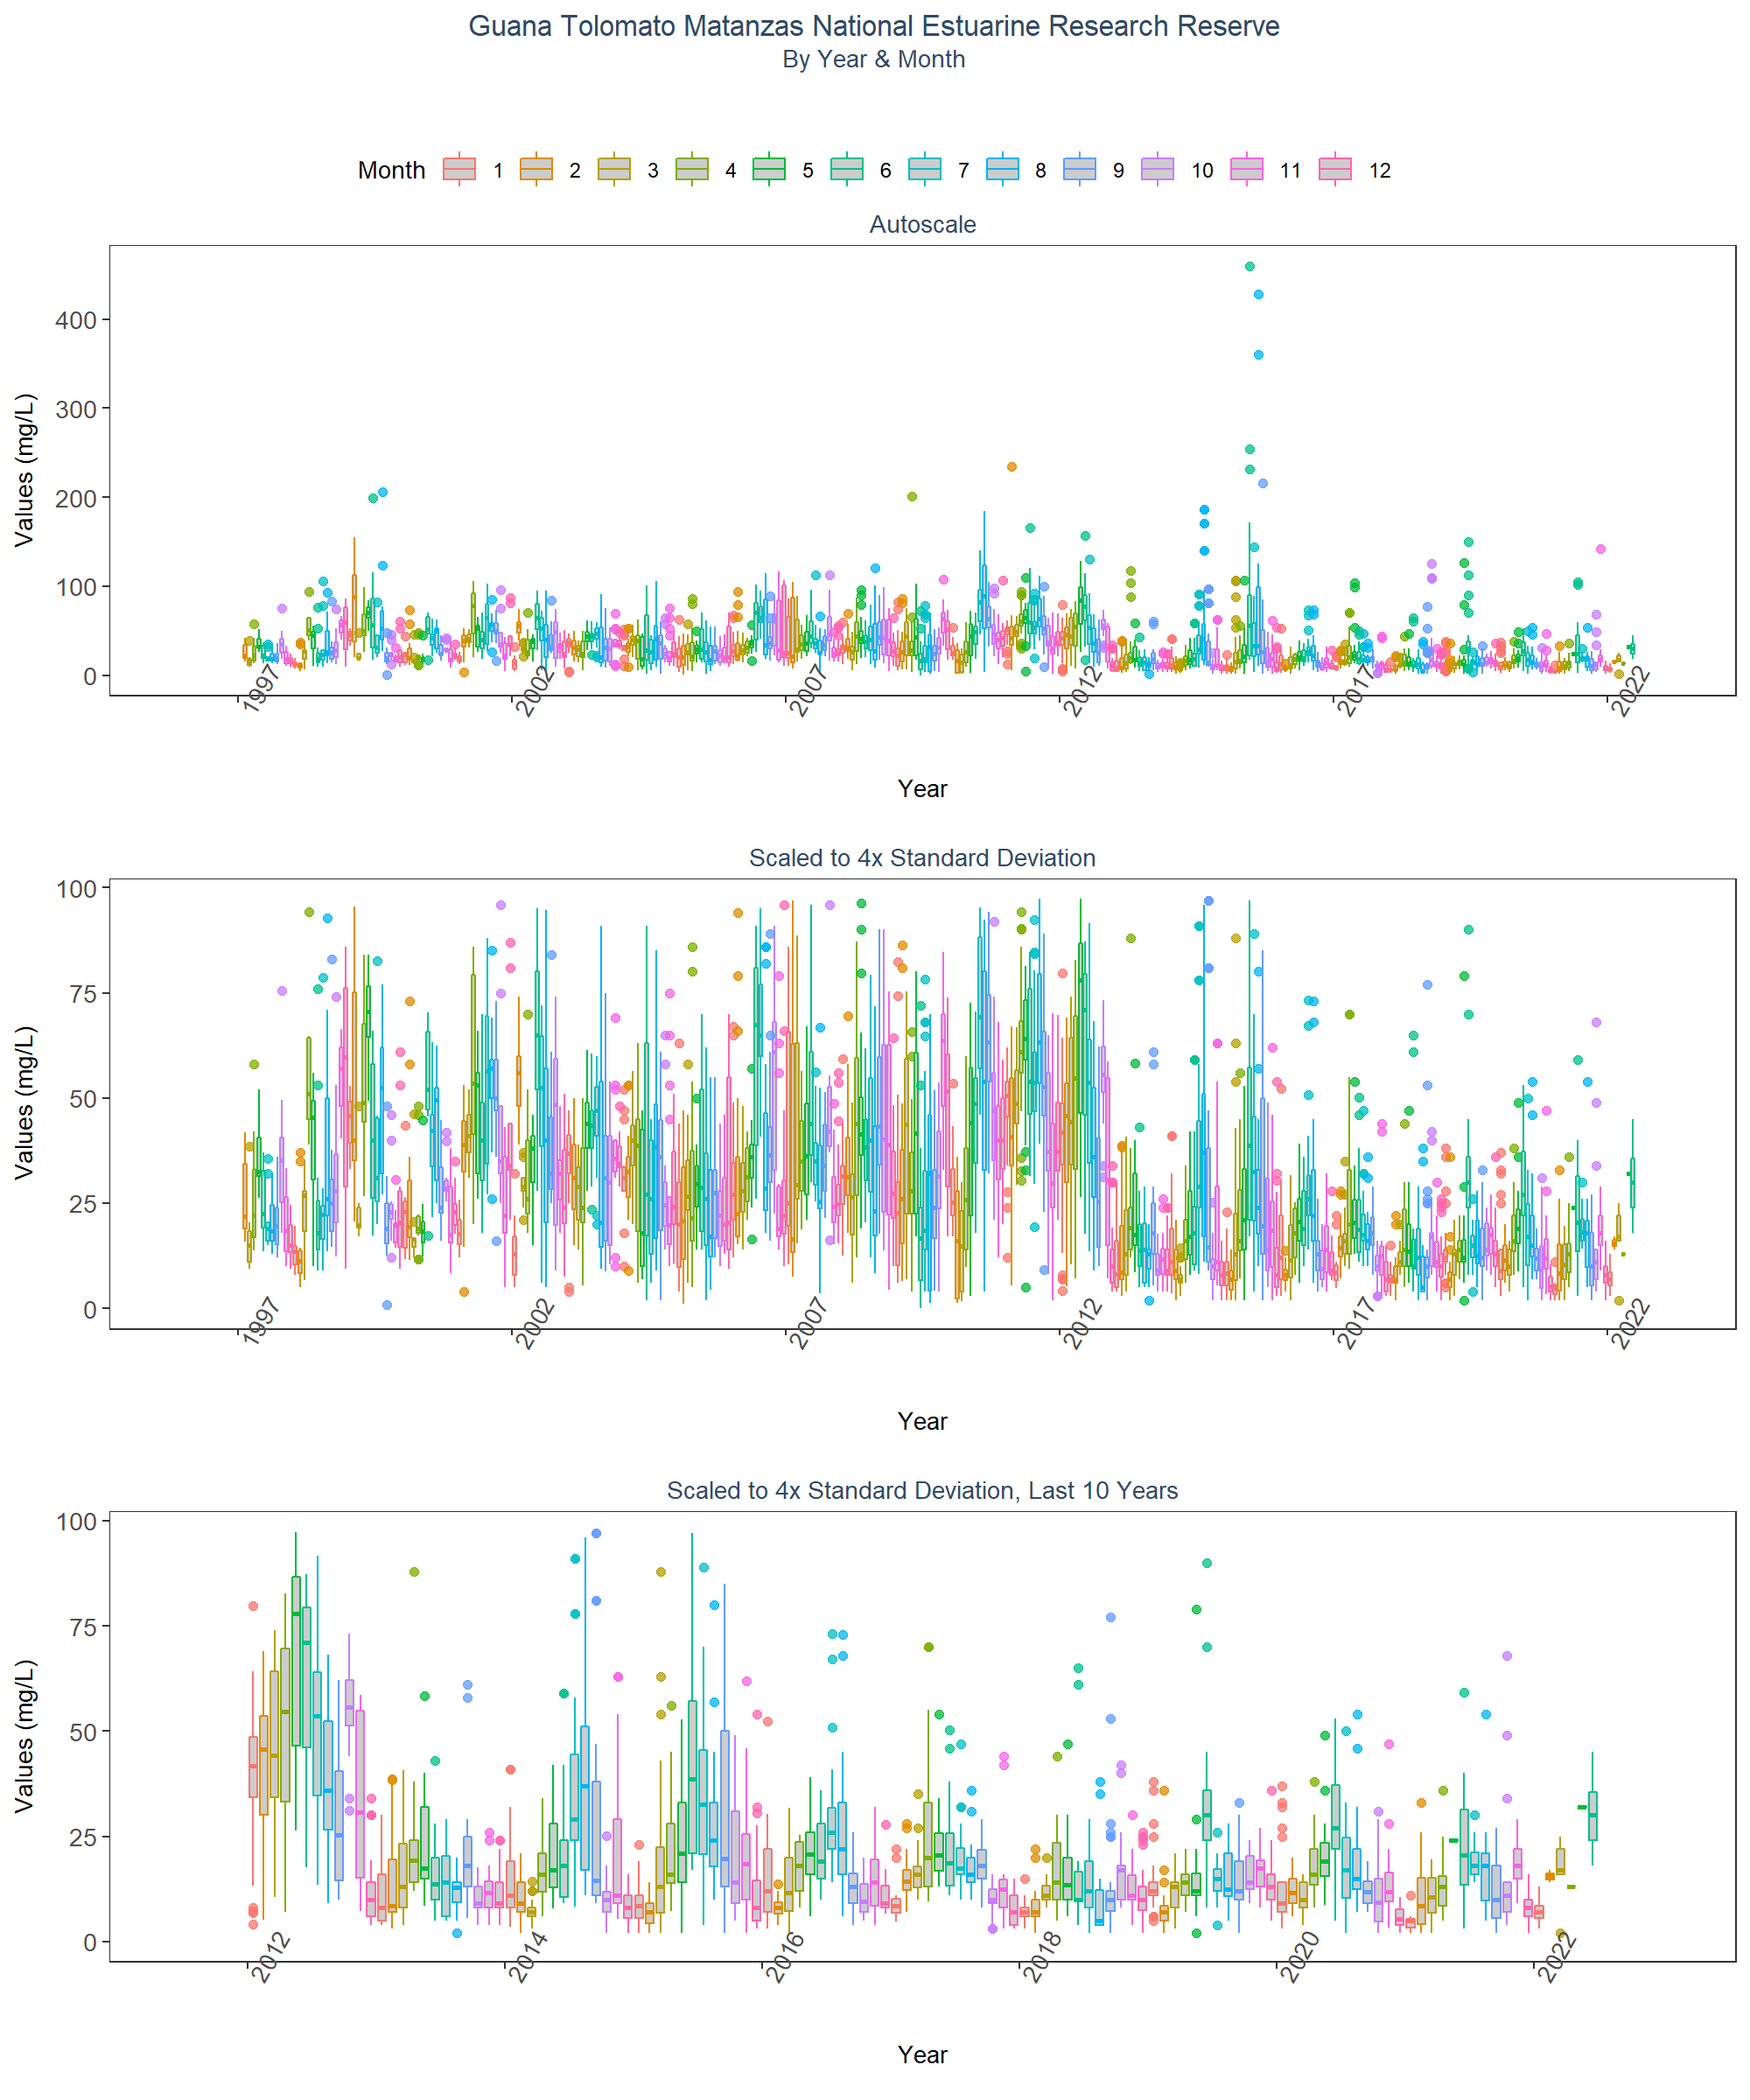 Guana Tolomato Matanzas National Estuarine Research Reserve
By Year & Month
Month 1 2 3 4 5 6 7 8 9 10 11 12
Autoscale
Values (mg/L)
400
300
200
100
0
1997 2002 2007 2012 2017 2022
Year
Scaled to 4x Standard Deviation
Values (mg/L)
100
75
50
25
0
1997 2002 2007 2012 2017 2022
Year
Scaled to 4x Standard Deviation, Last 10 Years
Values (mg/L)
100
75
50
25
0
2012 2014 2016 2018 2020 2022
Year